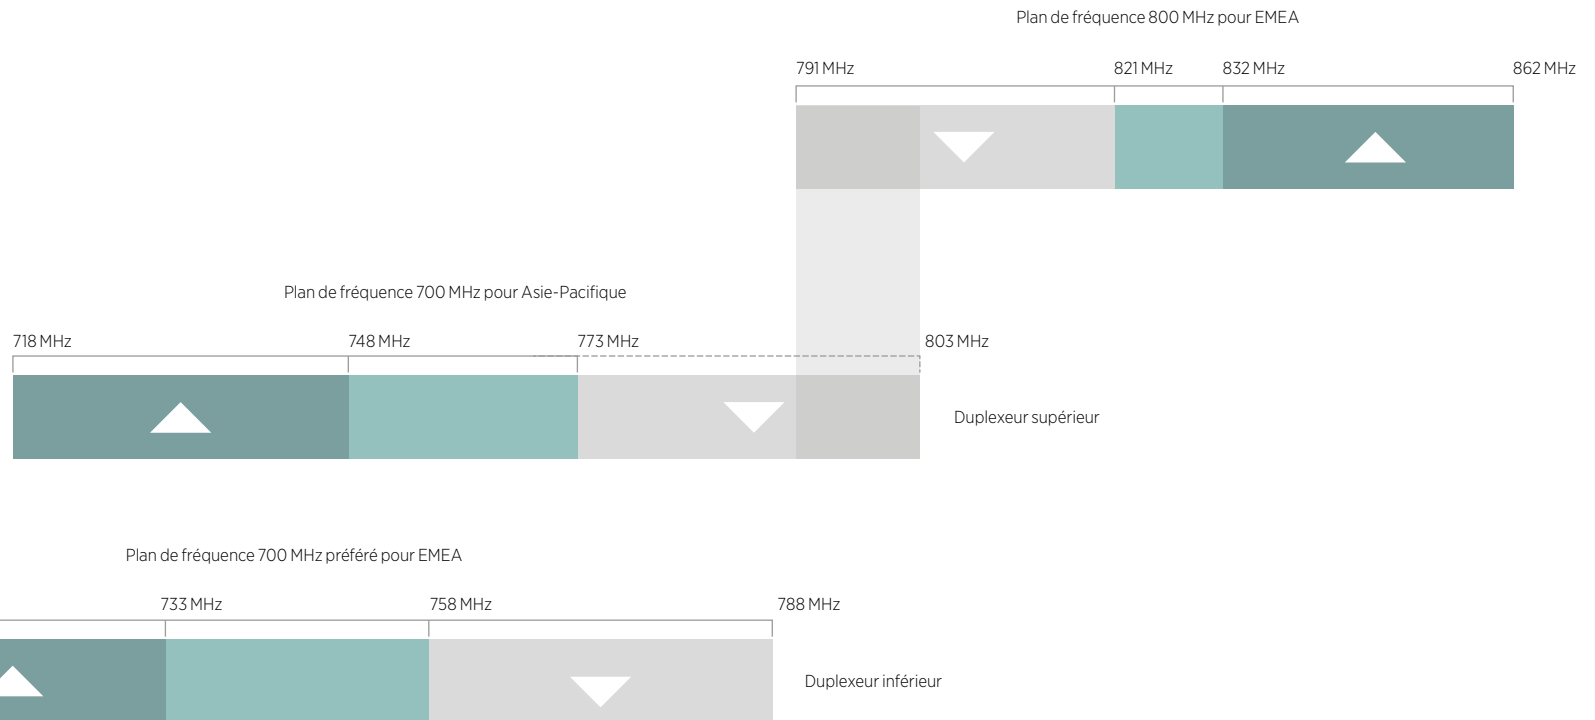 Plan de fréquence 800 MHz pour EMEA
791 MHz 821 MHz 832 MHz 862 MHz
Plan de fréquence 700 MHz pour Asie-Pacifique
718 MHz 748 MHz 773 MHz 803 MHz
Duplexeur supérieur
Plan de fréquence 700 MHz préféré pour EMEA
733 MHz 758 MHz 788 MHz
Duplexeur inférieur